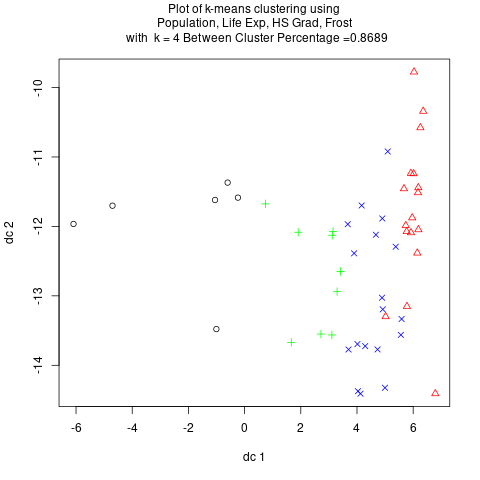 Plot of k-means clustering using
Population, Life Exp, HS Grad, Frost
with k = 4 Between Cluster Percentage =0.8689
-10
-11
-12
-13
-14
dc 2
-6 -4 -2 0 2 4 6
dc 1